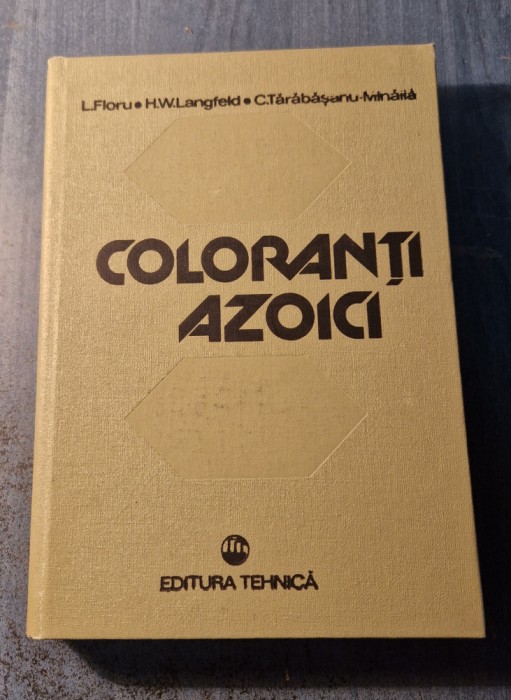 L.Floru • H.W.Langfeld • C.Tărăbăşanu-Mihăilă
COLORANŢI
AZOICI
EDITURA TEHNICĂ